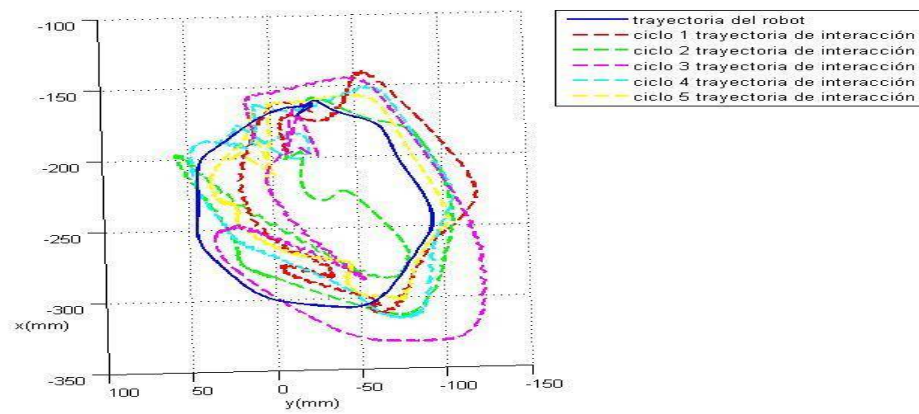 trayectoria del robot
ciclo 1 trayectoria de interacción
ciclo 2 trayectoria de interacción
ciclo 3 trayectoria de interacción
ciclo 4 trayectoria de interacción
ciclo 5 trayectoria de interacción
-100
-150
-200
-250
-300
x(mm)
-350
100
50
0
-50
-100
-150
y(mm)